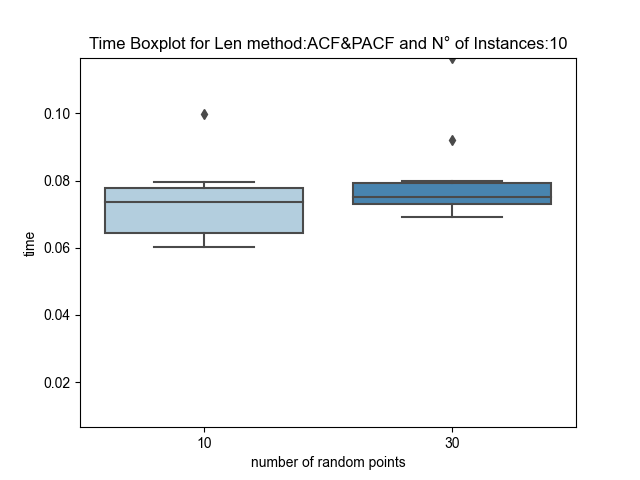 Time Boxplot for Len method:ACF&PACF and N° of Instances:10
0.10
0.08
0.06
0.04
0.02
time
10 30
number of random points